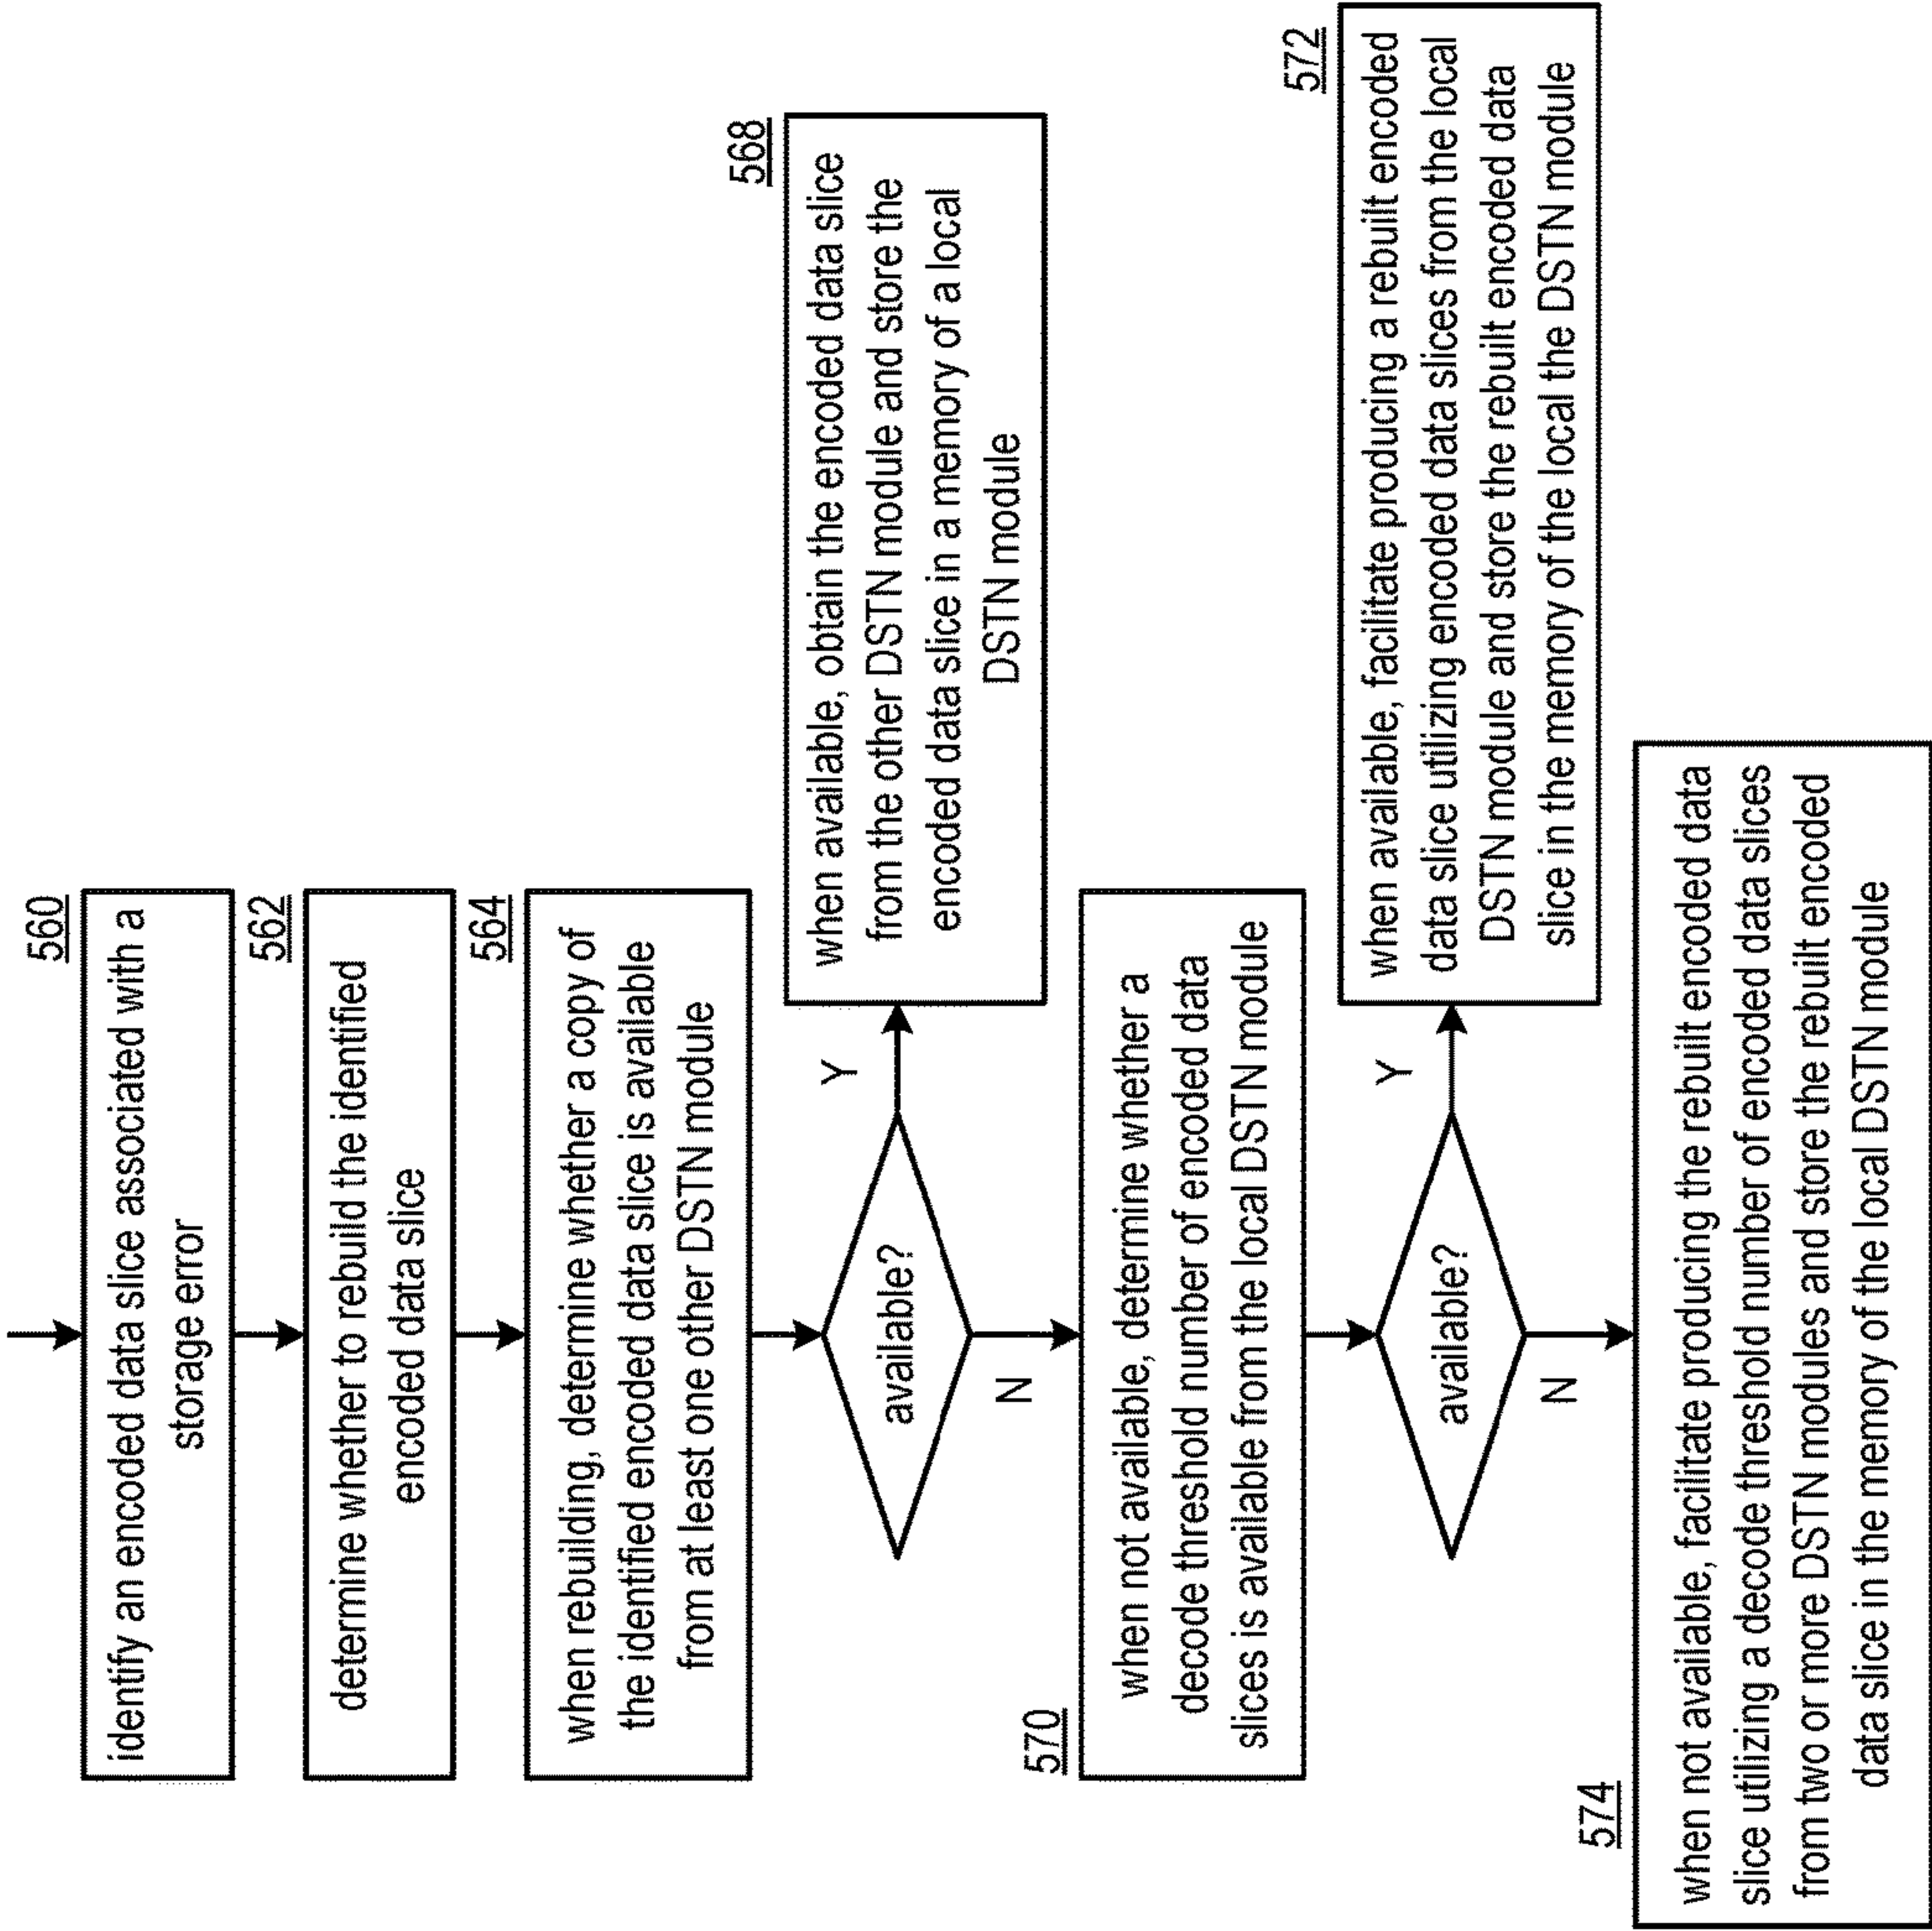 560
identify an encoded data slice associated with a
storage error
562
determine whether to rebuild the identified
encoded data slice
564
when rebuilding, determine whether a copy of
the identified encoded data slice is available
from at least one other DSTN module
available?
Y
N
568
when available, obtain the encoded data slice
from the other DSTN module and store the
encoded data slice in a memory of a local
DSTN module
570
when not available, determine whether a
decode threshold number of encoded data
slices is available from the local DSTN module
available?
Y
N
572
when available, facilitate producing a rebuilt encoded
data slice utilizing encoded data slices from the local
DSTN module and store the rebuilt encoded data
slice in the memory of the local the DSTN module
574
when not available, facilitate producing the rebuilt encoded data
slice utilizing a decode threshold number of encoded data slices
from two or more DSTN modules and store the rebuilt encoded
data slice in the memory of the local DSTN module